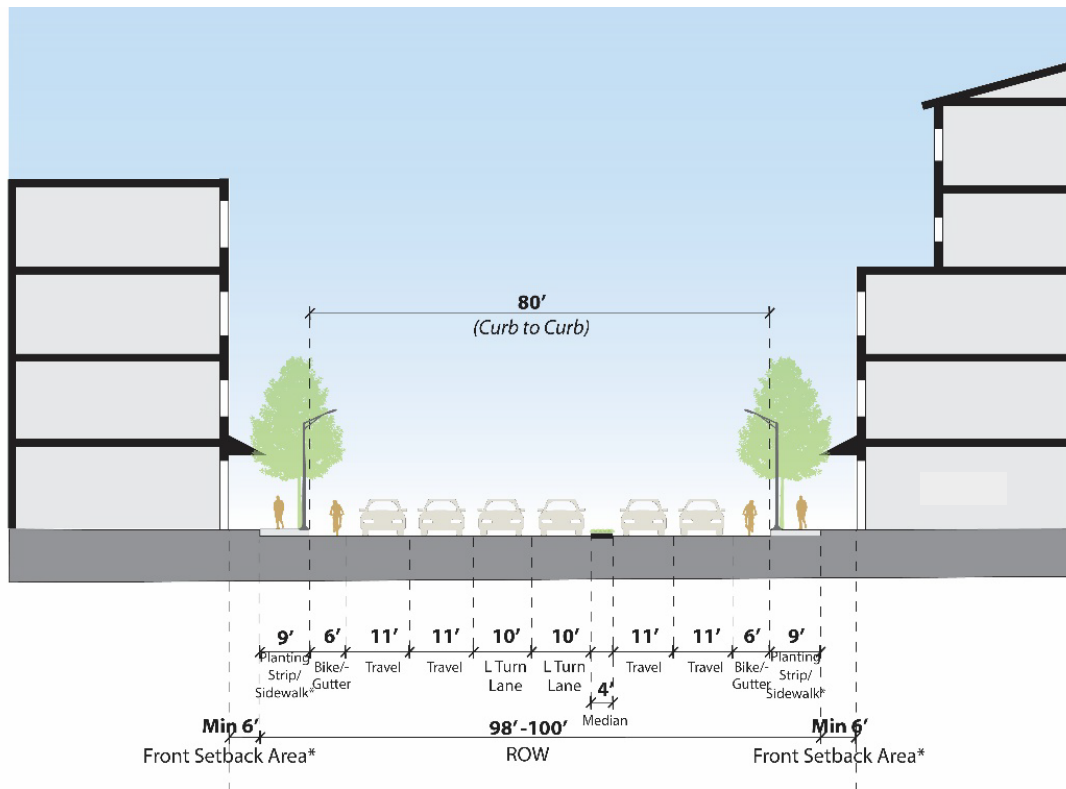 80′
(Curb to Curb)
9′ 6′ 11′ 11′ 10′ 10′ 11′ 11′ 6′ 9′
Planting Strip/ Sidewalk*
Bike/- Gutter
Travel
Travel
L Turn Lane
L Turn Lane
4′
Median
Travel
Travel
Bike/- Gutter
Planting Strip/ Sidewalk*
Min 6′
Front Setback Area*
98′-100′
ROW
Min 6′
Front Setback Area*